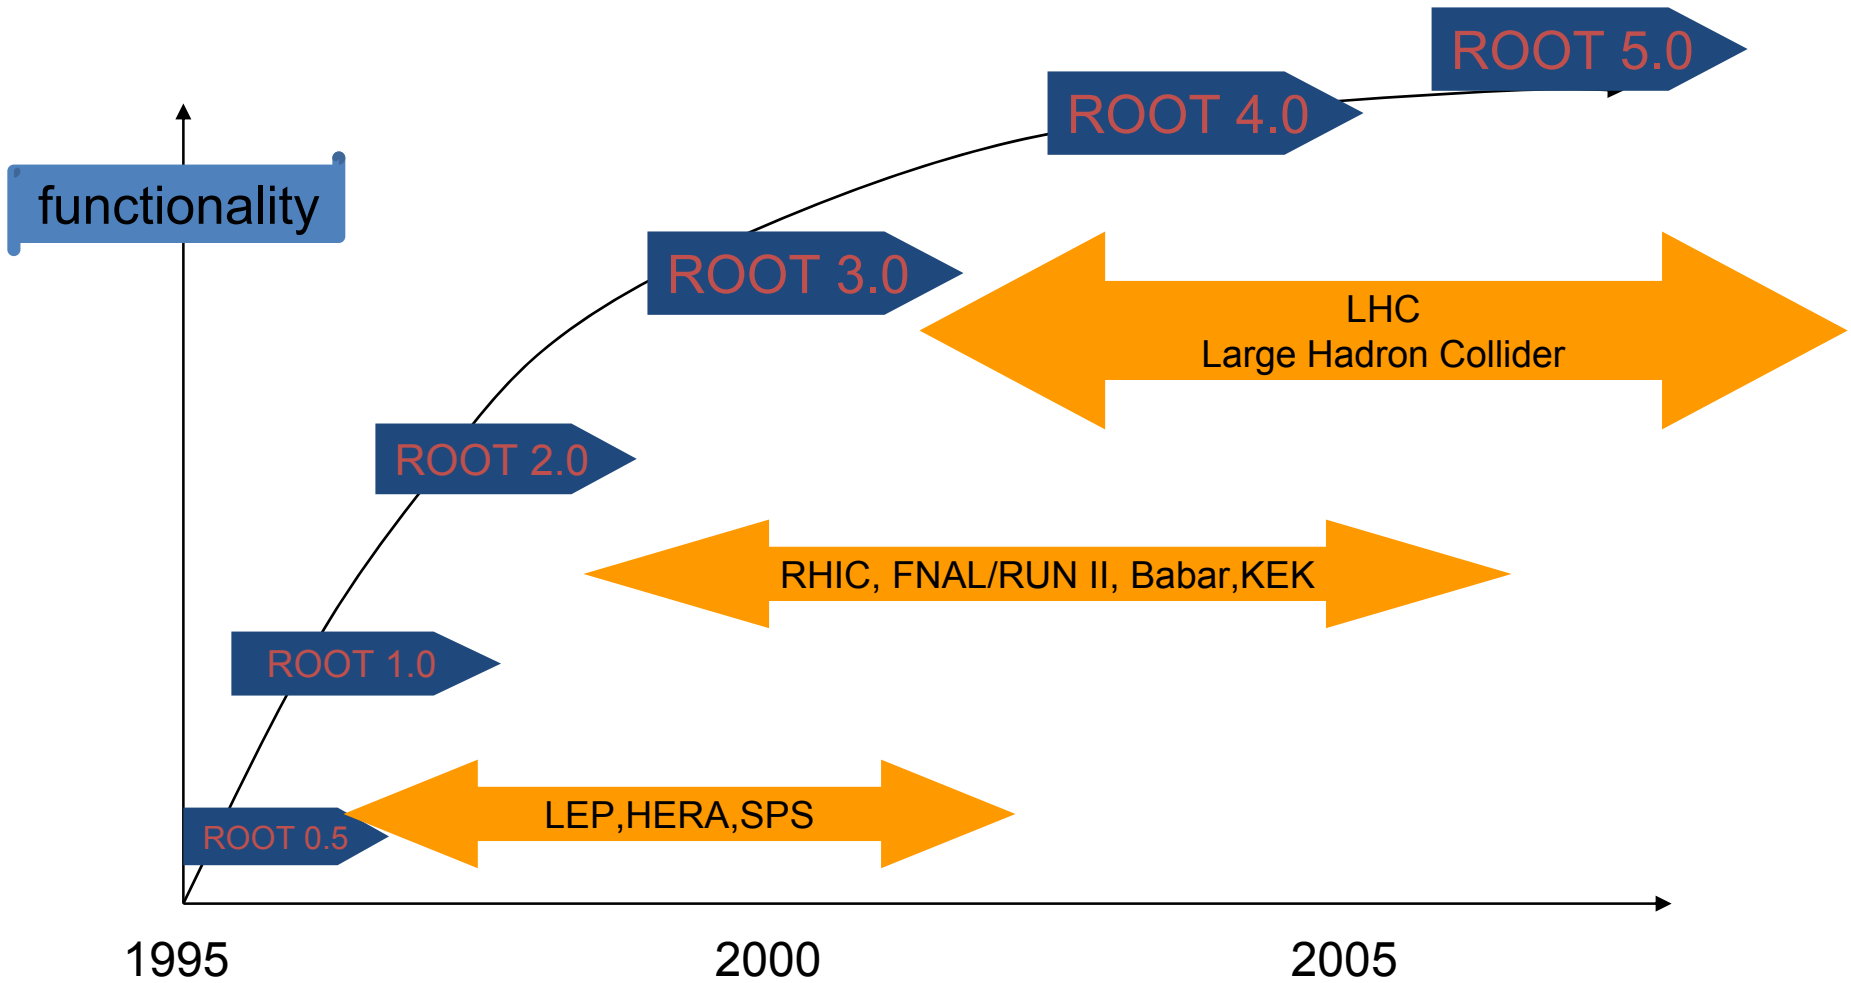 ROOT 5.0
ROOT 4.0
functionality
ROOT 3.0
LHC
Large Hadron Collider
ROOT 2.0
RHIC, FNAL/RUN II, Babar,KEK
ROOT 1.0
LEP,HERA,SPS
ROOT 0.5
1995
2000
2005